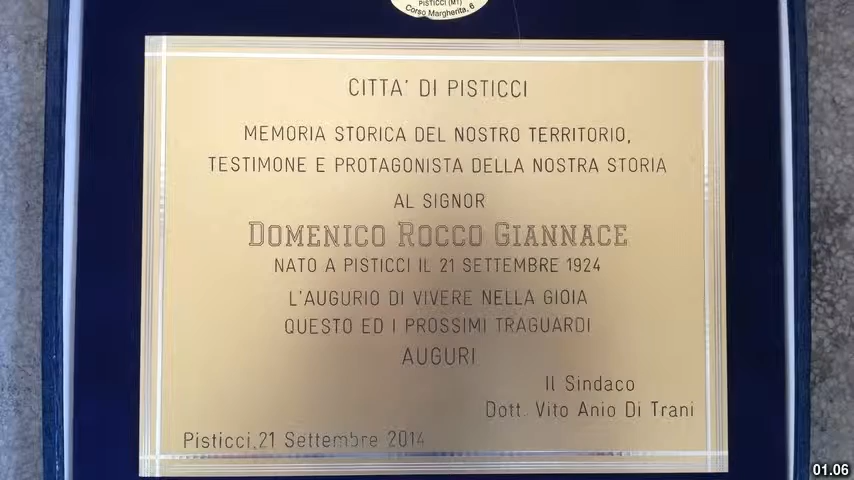 PISTICCI (MT)
Corso Margherita, 6
CITTA' DI PISTICCI
MEMORIA STORICA DEL NOSTRO TERRITORIO,
TESTIMONE E PROTAGONISTA DELLA NOSTRA STORIA
AL SIGNOR
DOMENICO ROCCO GIANNACE
NATO A PISTICCI IL 21 SETTEMBRE 1924
L'AUGURIO DI VIVERE NELLA GIOIA
QUESTO ED I PROSSIMI TRAGUARDI
AUGURI
Il Sindaco
Dott. Vito Anio Di Trani
Pisticci,21 Settembre 2014
01.06